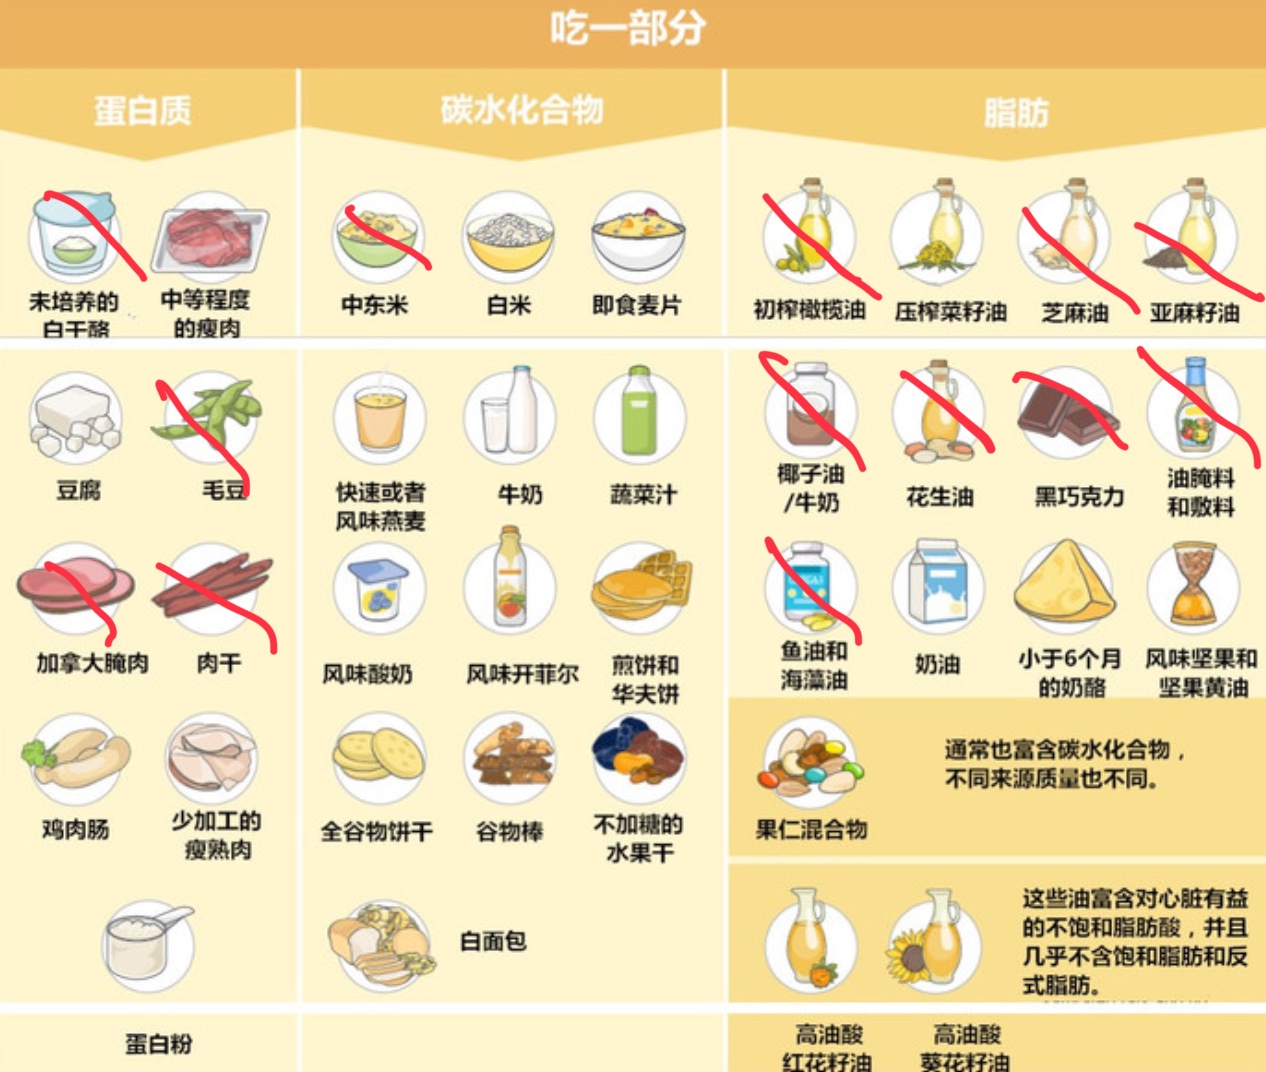 吃一部分
蛋白质
碳水化合物
脂肪
未培养的
白干酪
中等程度
的瘦肉
中东米
白米
即食麦片
初榨橄榄油
压榨菜籽油
芝麻油
亚麻籽油
豆腐
毛豆
快速或者
风味燕麦
牛奶
蔬菜汁
椰子油
/牛奶
花生油
黑巧克力
油腌料
和敷料
加拿大腌肉
肉干
风味酸奶
风味开菲尔
煎饼和
华夫饼
鱼油和
海藻油
奶油
小于6个月
的奶酪
风味坚果和
坚果黄油
鸡肉肠
少加工的
瘦熟肉
全谷物饼干
谷物棒
不加糖的
水果干
果仁混合物
通常也富含碳水化合物，
不同来源质量也不同。
白面包
这些油富含对心脏有益
的不饱和脂肪酸，并且
几乎不含饱和脂肪和反
式脂肪。
蛋白粉
高油酸
红花籽油
高油酸
葵花籽油